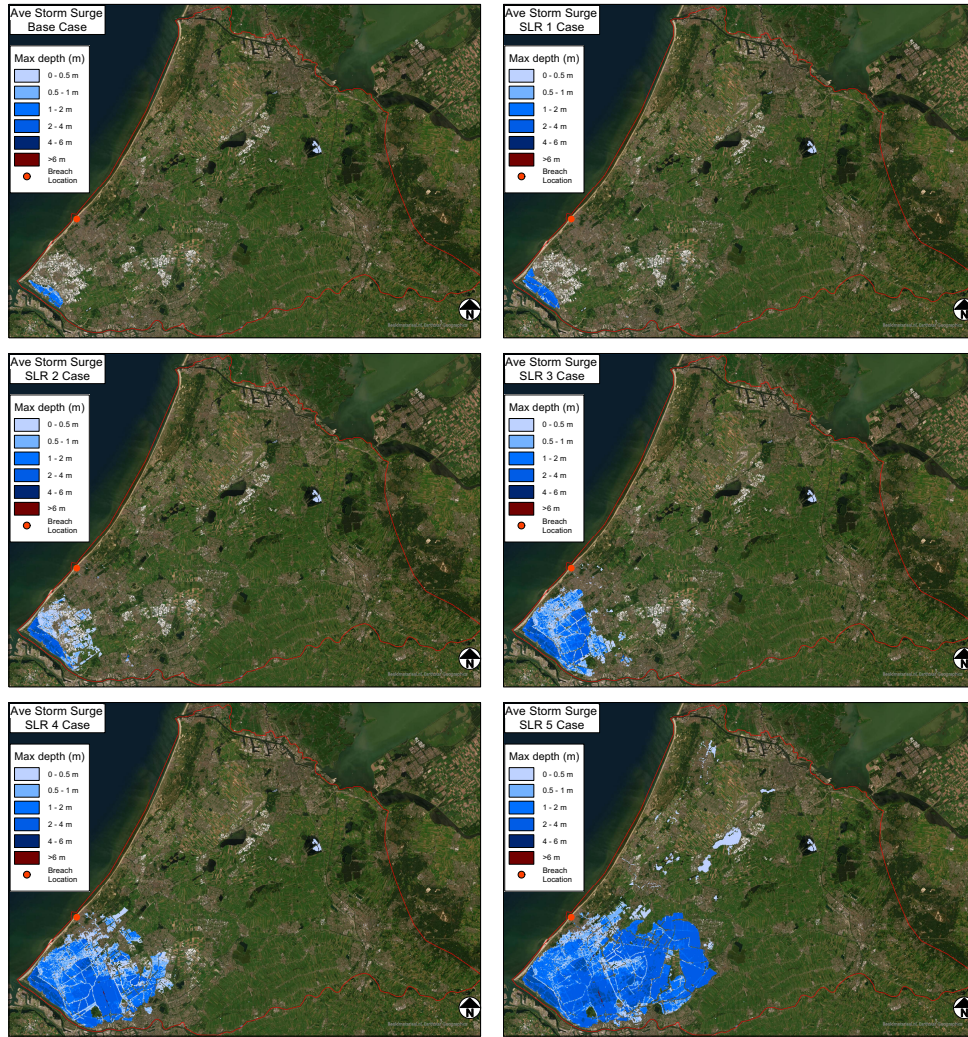 Ave Storm Surge
Base Case
Max depth (m)
0 - 0.5 m
0.5 - 1 m
1 - 2 m
2 - 4 m
4 - 6 m
>6 m
Breach
Location
N
Ave Storm Surge
SLR 1 Case
Max depth (m)
0 - 0.5 m
0.5 - 1 m
1 - 2 m
2 - 4 m
4 - 6 m
>6 m
Breach
Location
N
Ave Storm Surge
SLR 2 Case
Max depth (m)
0 - 0.5 m
0.5 - 1 m
1 - 2 m
2 - 4 m
4 - 6 m
>6 m
Breach
Location
N
Ave Storm Surge
SLR 3 Case
Max depth (m)
0 - 0.5 m
0.5 - 1 m
1 - 2 m
2 - 4 m
4 - 6 m
>6 m
Breach
Location
N
Ave Storm Surge
SLR 4 Case
Max depth (m)
0 - 0.5 m
0.5 - 1 m
1 - 2 m
2 - 4 m
4 - 6 m
>6 m
Breach
Location
N
Ave Storm Surge
SLR 5 Case
Max depth (m)
0 - 0.5 m
0.5 - 1 m
1 - 2 m
2 - 4 m
4 - 6 m
>6 m
Breach
Location
N